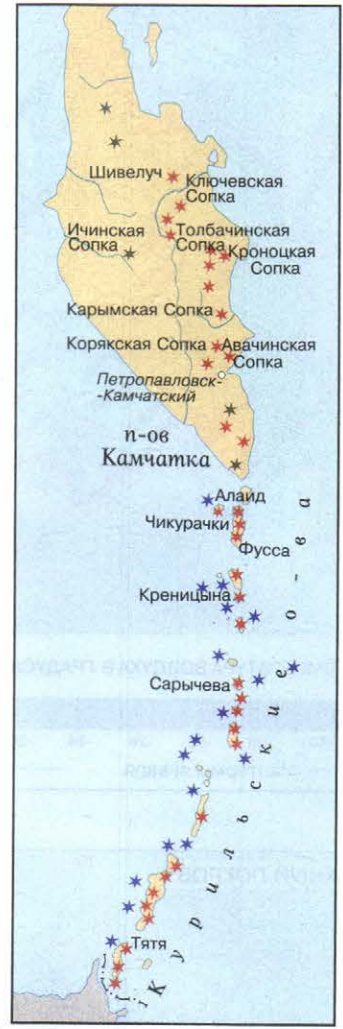 Шивелуч
Ключевская
Сопка
Ичинская
Сопка
Толбачинская
Сопка
Кроноцкая
Сопка
Карымская Сопка
Корякская Сопка
Авачинская
Сопка
Петропавловск-
-Камчатский
п-ов
Камчатка
Алаид
Чикурачки
Фусса
Креницына
Сарычева
Тятя
Курильские о-ва